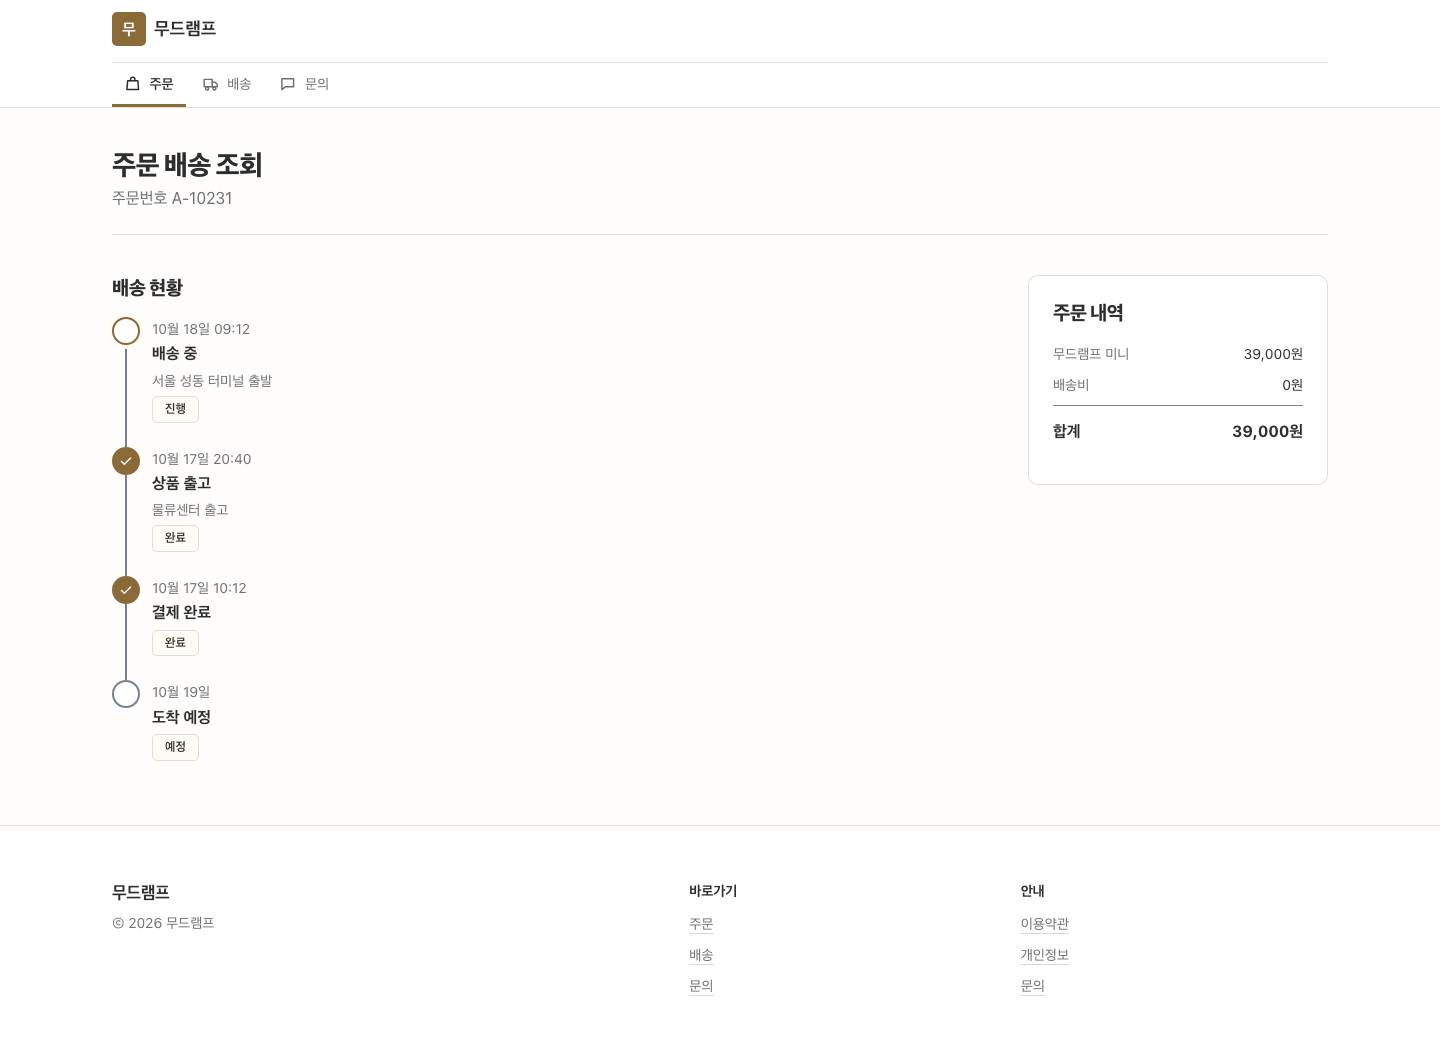 무 무드램프
주문 배송 문의
주문 배송 조회
주문번호 A-10231
배송 현황
10월 18일 09:12
배송 중
서울 성동 터미널 출발
진행
10월 17일 20:40
상품 출고
물류센터 출고
완료
10월 17일 10:12
결제 완료
완료
10월 19일
도착 예정
예정
주문 내역
무드램프 미니 39,000원
배송비 0원
합계 39,000원
무드램프
© 2026 무드램프
바로가기
주문
배송
문의
안내
이용약관
개인정보
문의